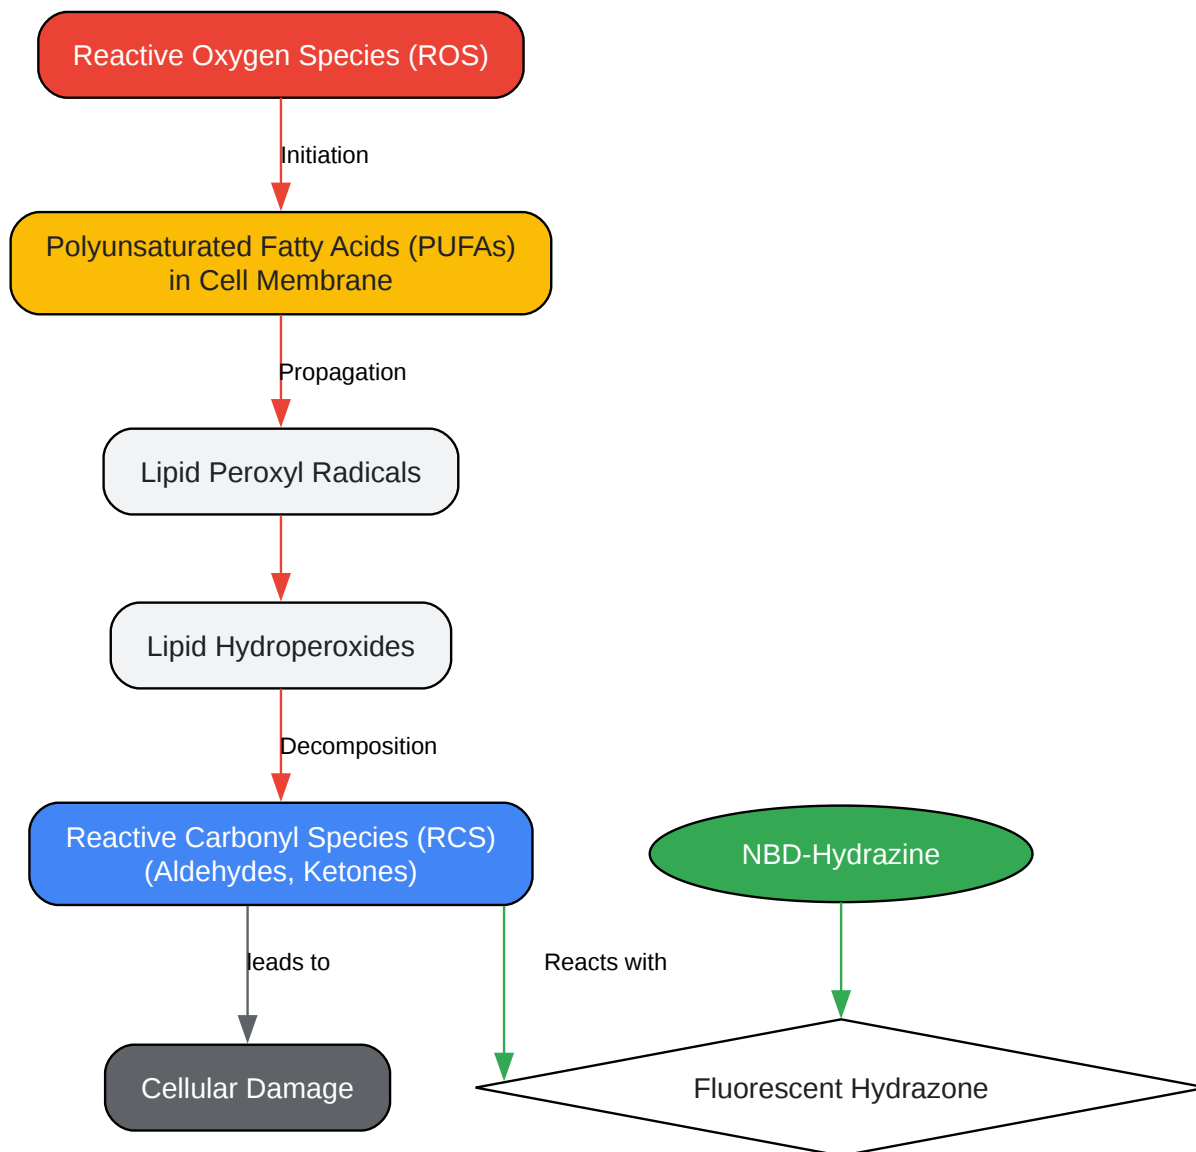 Reactive Oxygen Species (ROS)
Initiation
Polyunsaturated Fatty Acids (PUFAs)
in Cell Membrane
Propagation
Lipid Peroxyl Radicals
Lipid Hydroperoxides
Decomposition
Reactive Carbonyl Species (RCS)
(Aldehydes, Ketones)
NBD-Hydrazine
leads to
Reacts with
Cellular Damage
Fluorescent Hydrazone